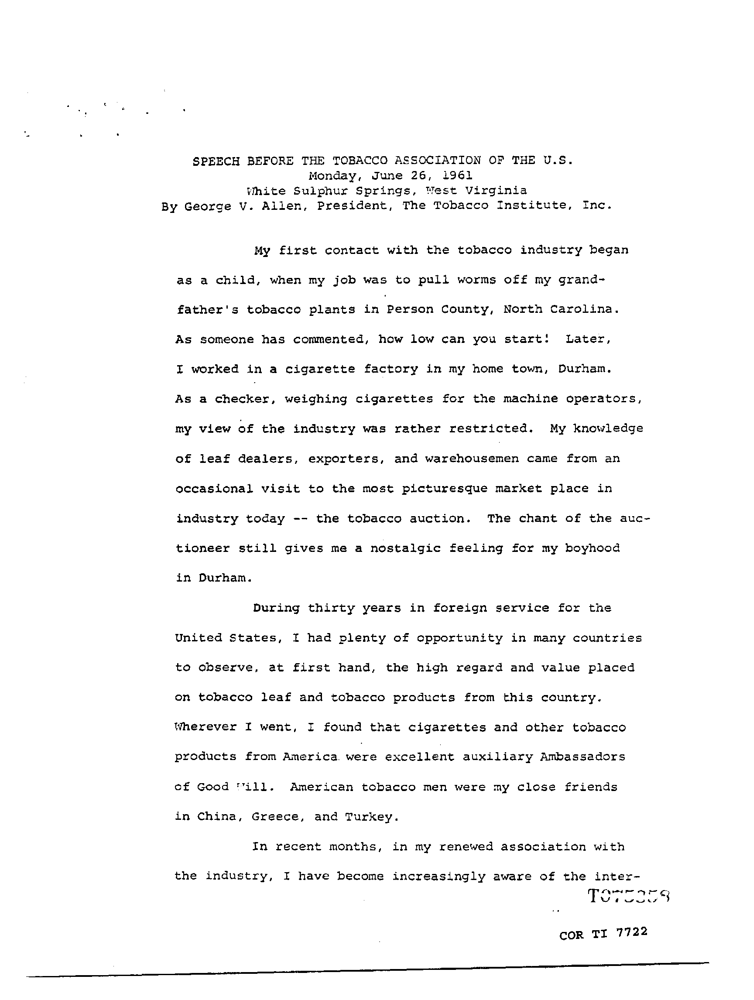 SPEECH BEFORE THE TOBACCO ASSOCIATION OF THE U.S.
Monday, June 26, 1961
White Sulphur Springs, West Virginia
By George V. Allen, President, The Tobacco Institute, Inc.
My first contact with the tobacco industry began
as a child, when my job was to pull worms off my grand-
father's tobacco plants in Person County, North Carolina.
As someone has commented, how low can you start! Later,
I worked in a cigarette factory in my home town, Durham.
As a checker, weighing cigarettes for the machine operators,
my view of the industry was rather restricted. My knowledge
of leaf dealers, exporters, and warehousemen came from an
occasional visit to the most picturesque market place in
industry today -- the tobacco auction. The chant of the auc-
tioneer still gives me a nostalgic feeling for my boyhood
in Durham.
During thirty years in foreign service for the
United States, I had plenty of opportunity in many countries
to observe, at first hand, the high regard and value placed
on tobacco leaf and tobacco products from this country.
Wherever I went, I found that cigarettes and other tobacco
products from America were excellent auxiliary Ambassadors
of Good Will. American tobacco men were my close friends
in China, Greece, and Turkey.
In recent months, in my renewed association with
the industry, I have become increasingly aware of the inter-
COR TI 7722